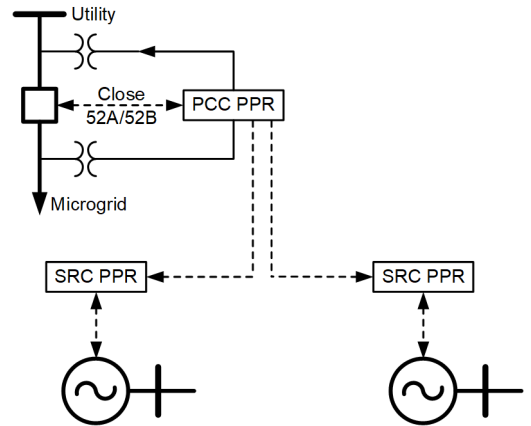 Utility
Close
52A/52B
PCC PPR
Microgrid
SRC PPR
SRC PPR